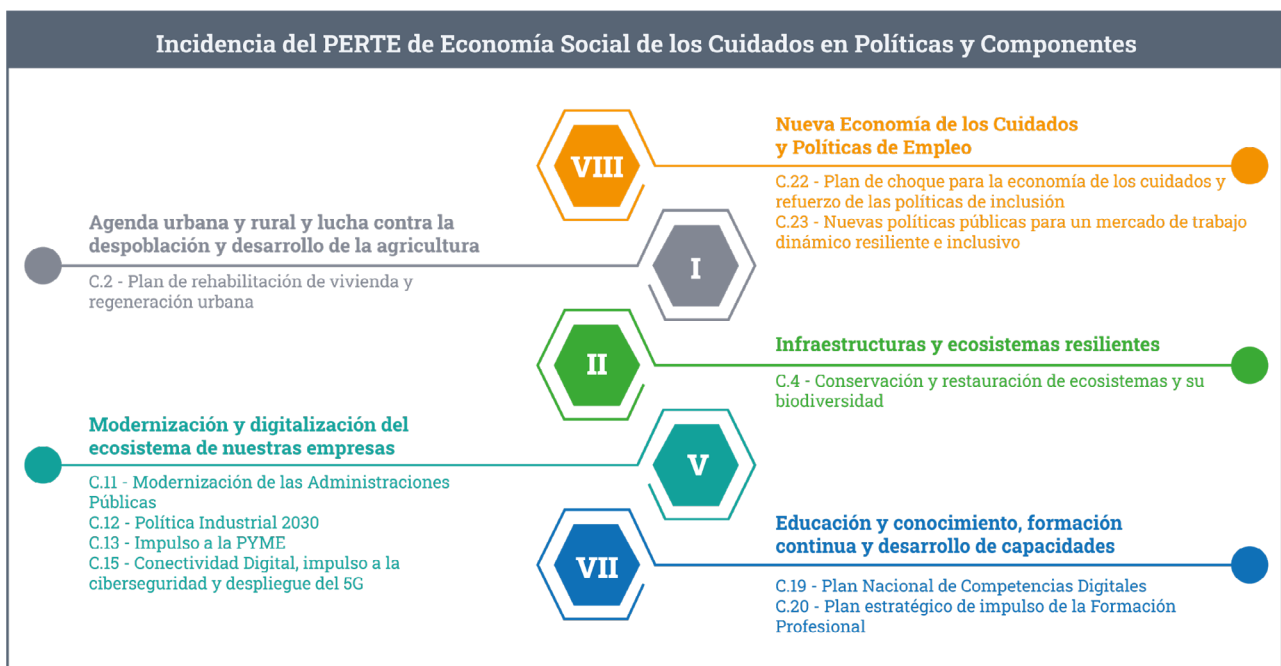 Incidencia del PERTE de Economía Social de los Cuidados en Políticas y Componentes
VIII
Nueva Economía de los Cuidados
y Políticas de Empleo
C.22 - Plan de choque para la economía de los cuidados y
refuerzo de las políticas de inclusión
C.23 - Nuevas políticas públicas para un mercado de trabajo
dinámico resiliente e inclusivo
Agenda urbana y rural y lucha contra la
despoblación y desarrollo de la agricultura
I
C.2 - Plan de rehabilitación de vivienda y
regeneración urbana
II
Infraestructuras y ecosistemas resilientes
C.4 - Conservación y restauración de ecosistemas y su
biodiversidad
Modernización y digitalización del
ecosistema de nuestras empresas
V
C.11 - Modernización de las Administraciones
Públicas
C.12 - Política Industrial 2030
C.13 - Impulso a la PYME
C.15 - Conectividad Digital, impulso a la
ciberseguridad y despliegue del 5G
VII
Educación y conocimiento, formación
continua y desarrollo de capacidades
C.19 - Plan Nacional de Competencias Digitales
C.20 - Plan estratégico de impulso de la Formación
Profesional